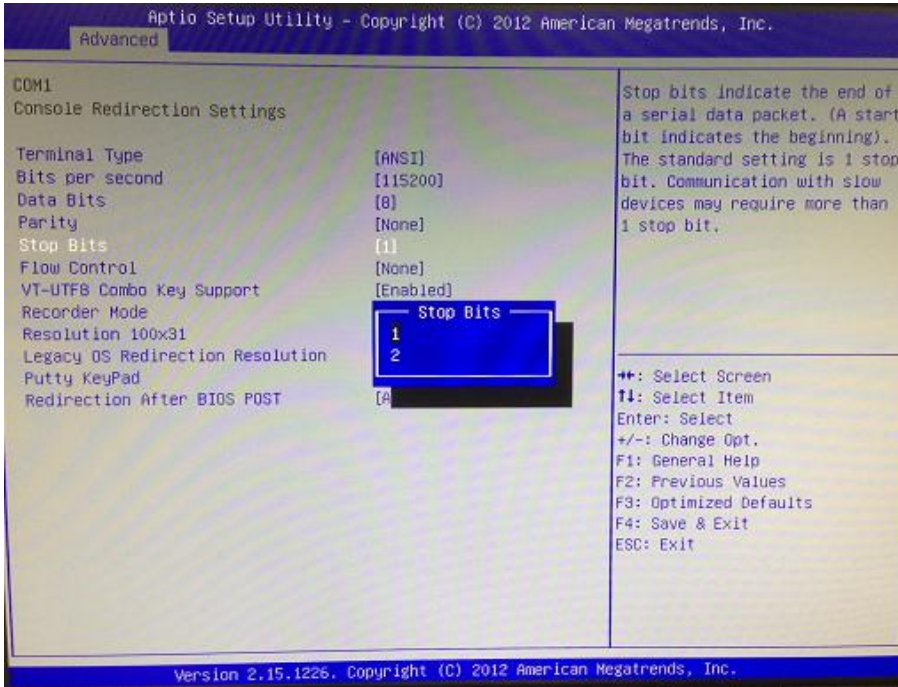 Aptio Setup Utility – Copyright (C) 2012 American Megatrends, Inc.
Advanced
COM1
Console Redirection Settings
Terminal Type [ANSI]
Bits per second [115200]
Data Bits [8]
Parity [None]
Stop Bits [1]
Flow Control [None]
VT-UTF8 Combo Key Support [Enabled]
Recorder Mode
Resolution 100x31
Legacy OS Redirection Resolution
Putty KeyPad
Redirection After BIOS POST [A
Stop Bits
1
2
Stop bits indicate the end of
a serial data packet. (A start
bit indicates the beginning).
The standard setting is 1 stop
bit. Communication with slow
devices may require more than
1 stop bit.
→←: Select Screen
↑↓: Select Item
Enter: Select
+/-: Change Opt.
F1: General Help
F2: Previous Values
F3: Optimized Defaults
F4: Save & Exit
ESC: Exit
Version 2.15.1226. Copyright (C) 2012 American Megatrends, Inc.